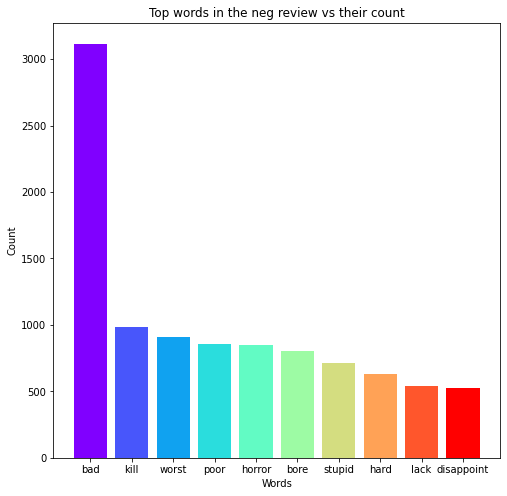 Top words in the neg review vs their count
Count
3000
2500
2000
1500
1000
500
0
bad kill worst poor horror bore stupid hard lack disappoint
Words